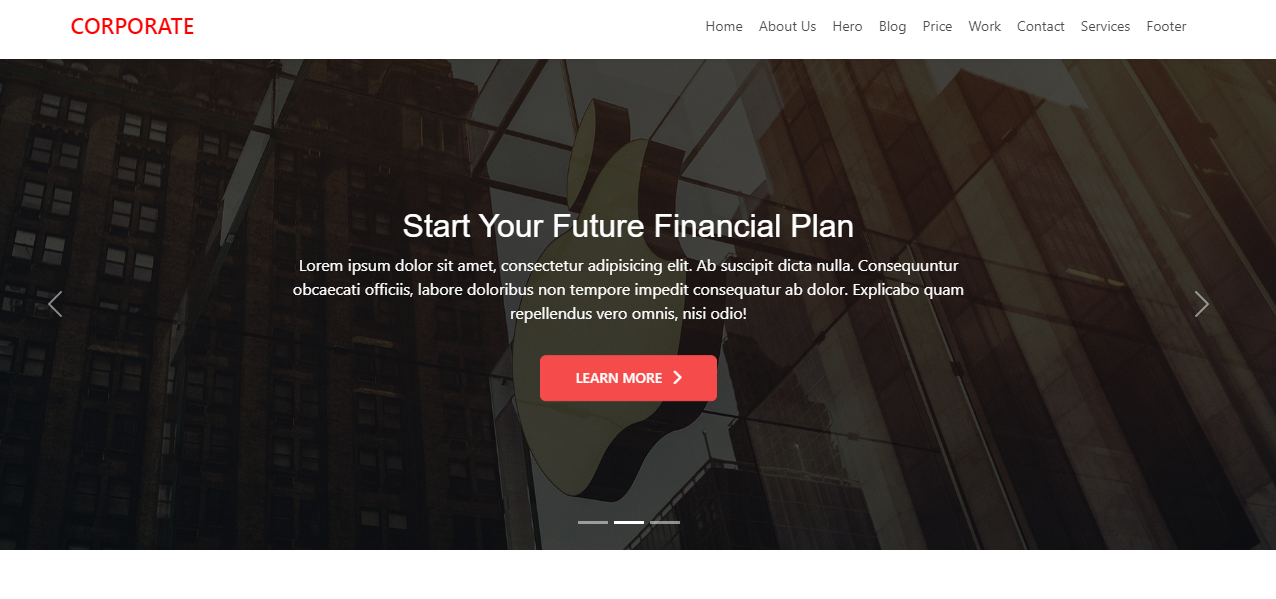 CORPORATE
Home About Us Hero Blog Price Work Contact Services Footer
Start Your Future Financial Plan
Lorem ipsum dolor sit amet, consectetur adipisicing elit. Ab suscipit dicta nulla. Consequuntur
obcaecati officiis, labore doloribus non tempore impedit consequatur ab dolor. Explicabo quam
repellendus vero omnis, nisi odio!
LEARN MORE